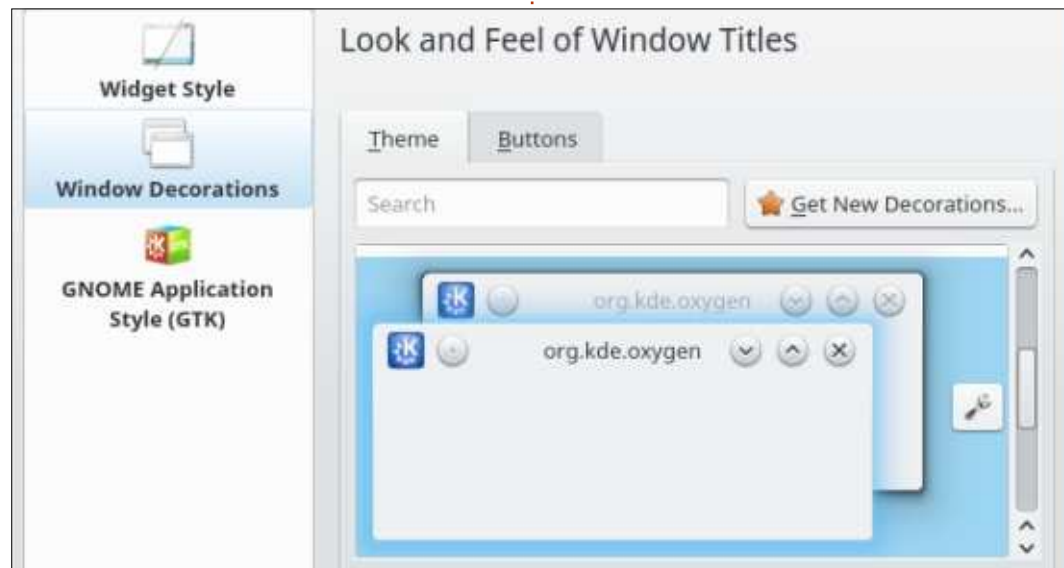 Widget Style
Window Decorations
GNOME Application
Style (GTK)
Look and Feel of Window Titles
Theme
Buttons
Search
Get New Decorations...
org.kde.oxygen
org.kde.oxygen